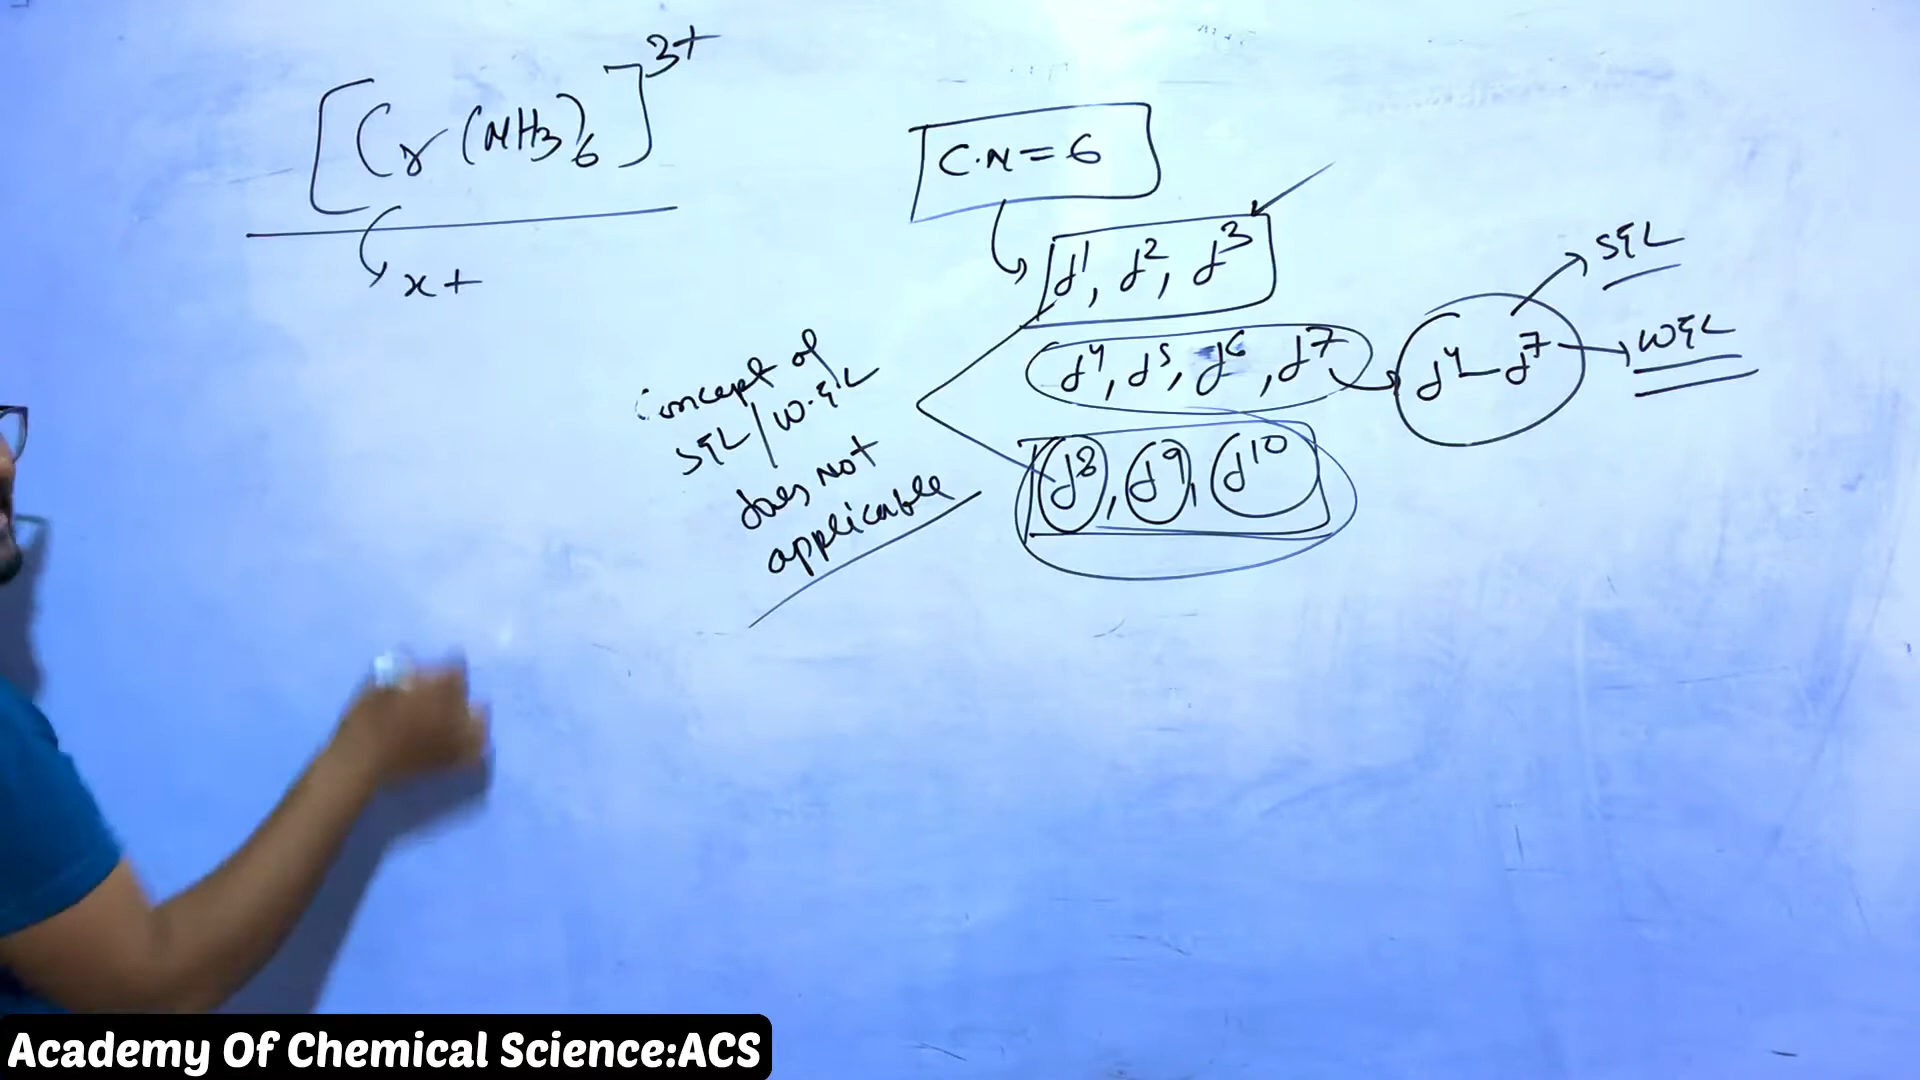 [Cr(NH3)6]3+
x+
C.N=6
d1, d2, d3
d4, d5, d6, d7
d4-d7
SFL
WFL
d8, d9, d10
Concept of
SFL/W.FL
does not
applicable
Academy Of Chemical Science:ACS